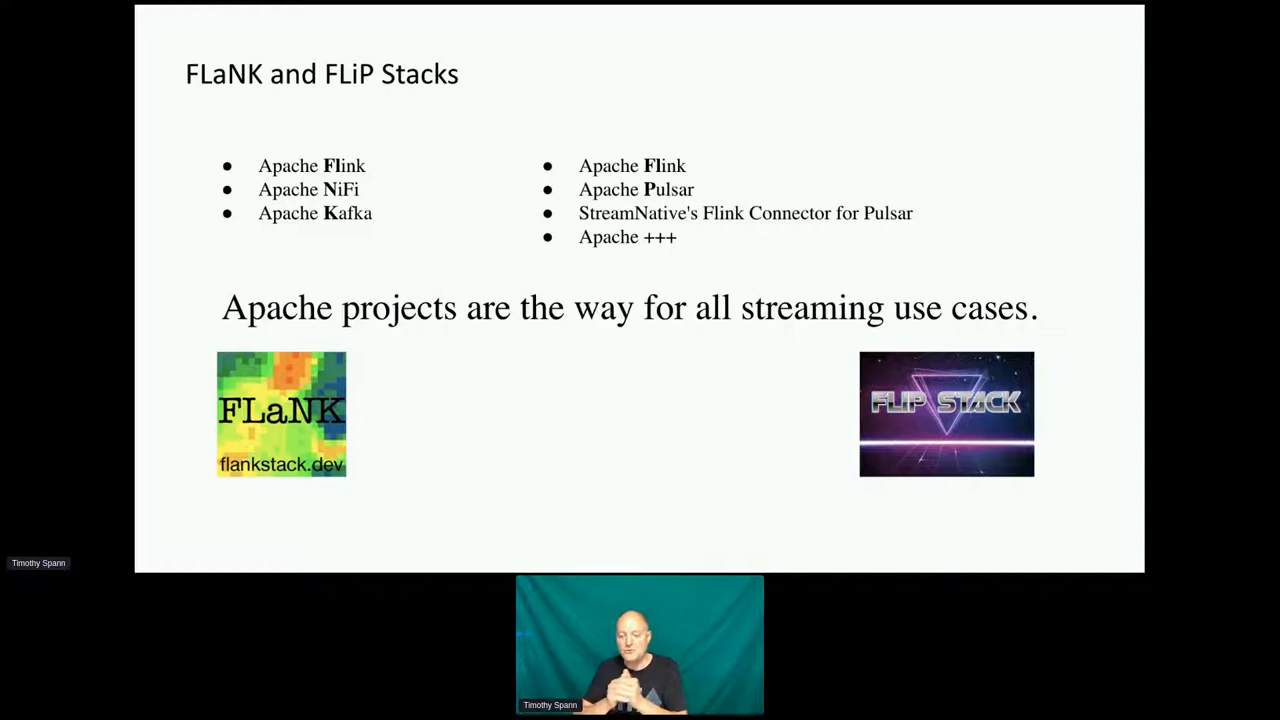 FLaNK and FLiP Stacks
● Apache Flink
● Apache NiFi
● Apache Kafka
● Apache Flink
● Apache Pulsar
● StreamNative's Flink Connector for Pulsar
● Apache +++
Apache projects are the way for all streaming use cases.
FLaNK
flankstack.dev
FLIP STACK
Timothy Spann
Timothy Spann